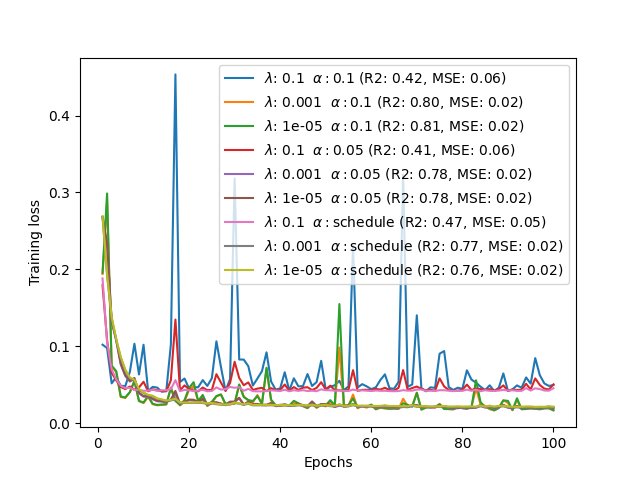 λ: 0.1 α: 0.1 (R2: 0.42, MSE: 0.06)
λ: 0.001 α: 0.1 (R2: 0.80, MSE: 0.02)
λ: 1e-05 α: 0.1 (R2: 0.81, MSE: 0.02)
λ: 0.1 α: 0.05 (R2: 0.41, MSE: 0.06)
λ: 0.001 α: 0.05 (R2: 0.78, MSE: 0.02)
λ: 1e-05 α: 0.05 (R2: 0.78, MSE: 0.02)
λ: 0.1 α: schedule (R2: 0.47, MSE: 0.05)
λ: 0.001 α: schedule (R2: 0.77, MSE: 0.02)
λ: 1e-05 α: schedule (R2: 0.76, MSE: 0.02)
Training loss
0.4
0.3
0.2
0.1
0.0
0 20 40 60 80 100
Epochs